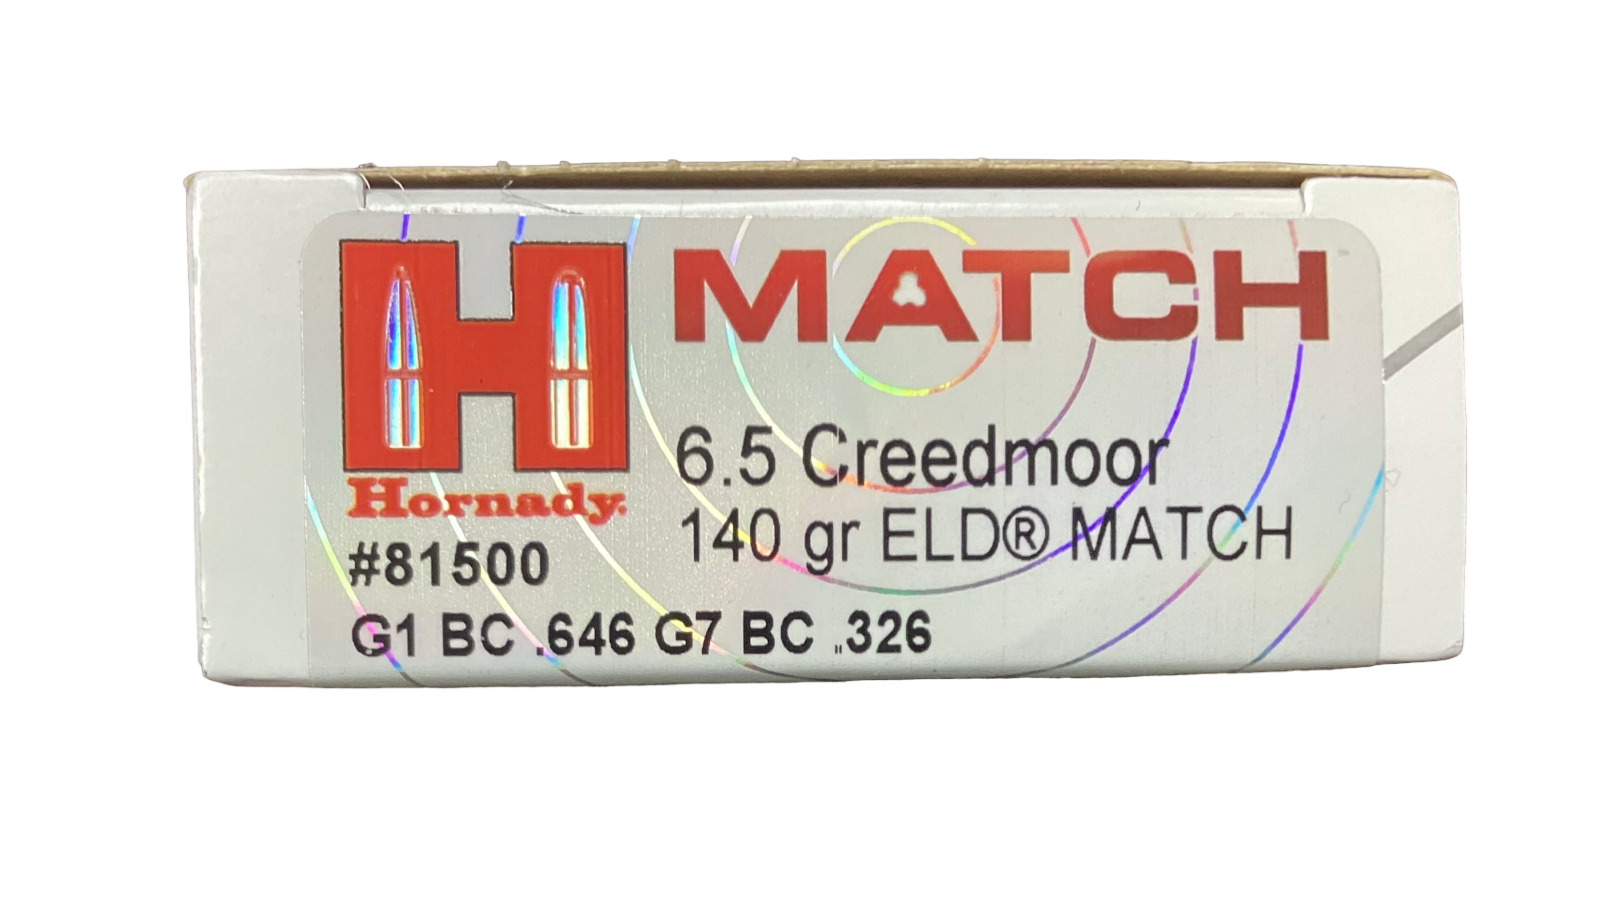 MATCH
Hornady.
6.5 Creedmoor
140 gr ELD® MATCH
#81500
G1 BC .646 G7 BC .326